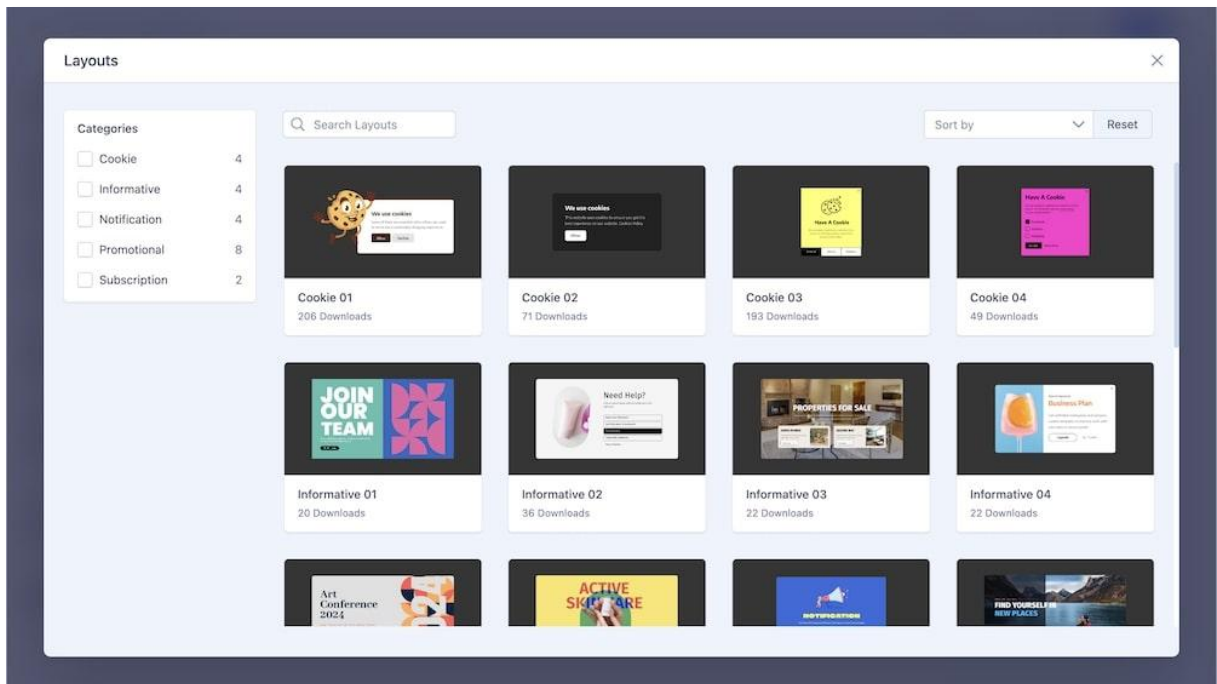 Layouts
Categories
Cookie 4
Informative 4
Notification 4
Promotional 8
Subscription 2
Search Layouts
Sort by
Reset
We use cookies
We use cookies
Have A Cookie
Have A Cookie
Cookie 01
206 Downloads
Cookie 02
71 Downloads
Cookie 03
193 Downloads
Cookie 04
49 Downloads
JOIN
OUR
TEAM
Need Help?
PROPERTIES FOR SALE
Business Plan
Informative 01
20 Downloads
Informative 02
36 Downloads
Informative 03
22 Downloads
Informative 04
22 Downloads
Art
Conference
2024
ACTIVE
NOTIFICATION
FIND YOURSELF IN
NEW PLACES